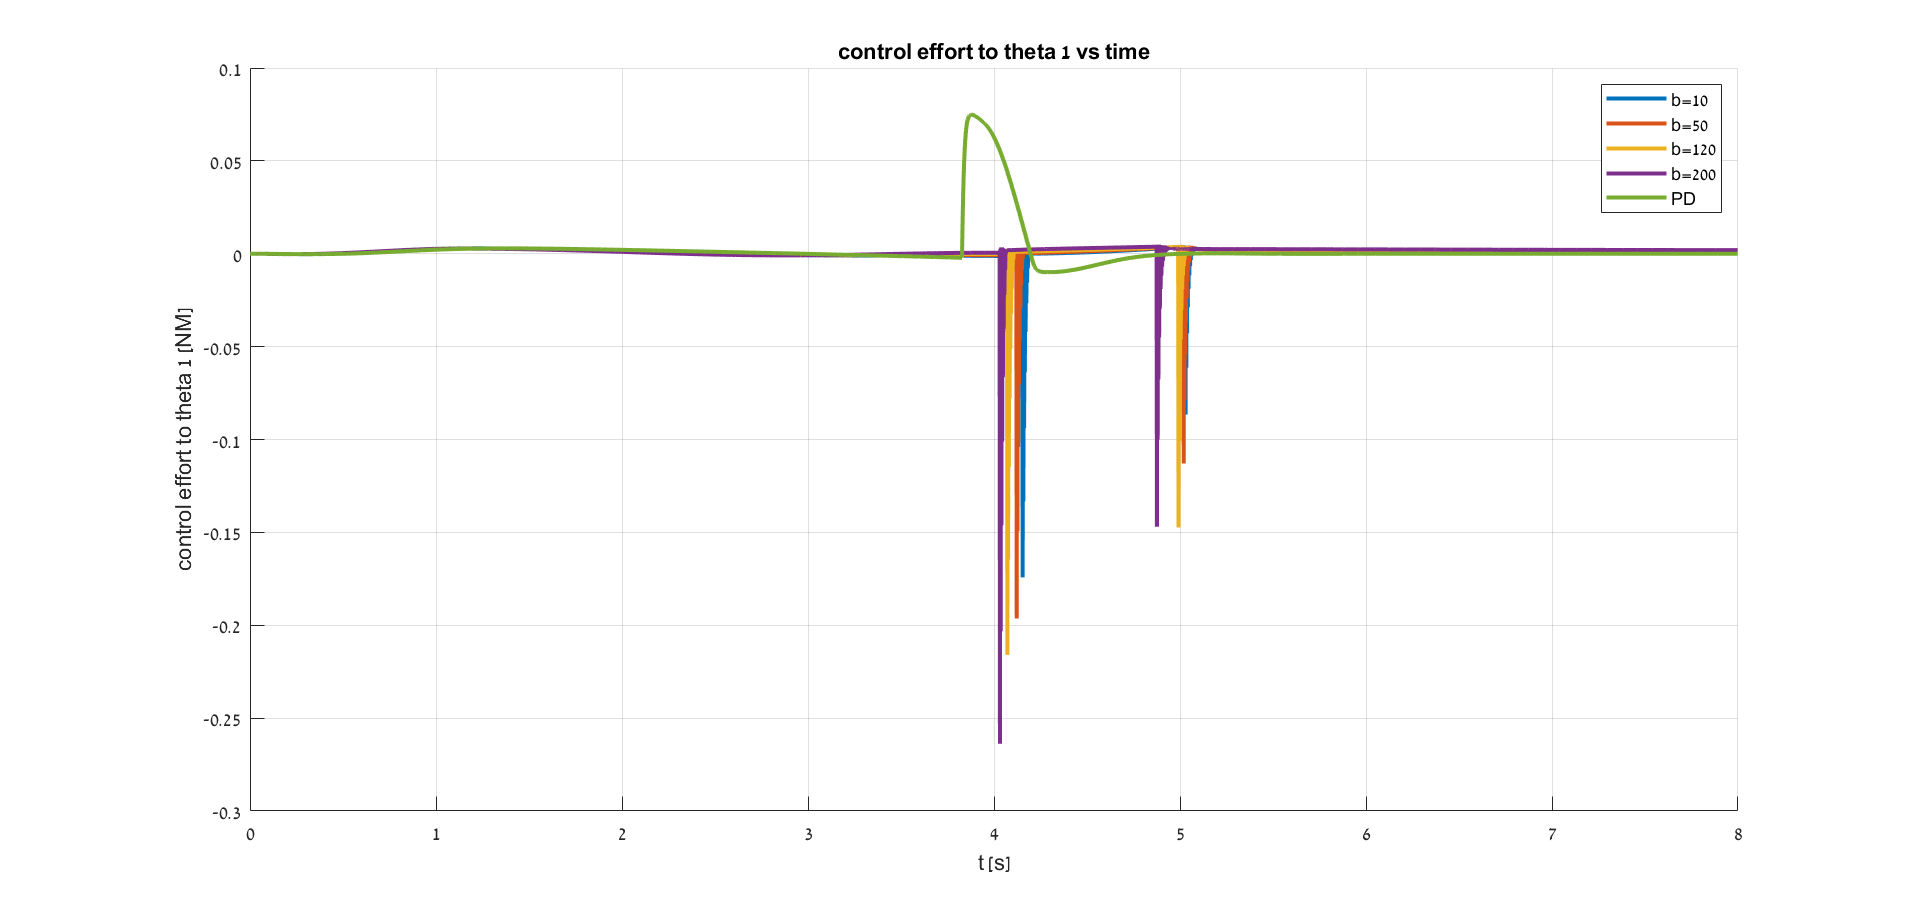 control effort to theta 1 vs time
0.1
0.05
0
-0.05
-0.1
-0.15
-0.2
-0.25
-0.3
control effort to theta 1 [NM]
b=10
b=50
b=120
b=200
PD
0 1 2 3 4 5 6 7 8
t [s]